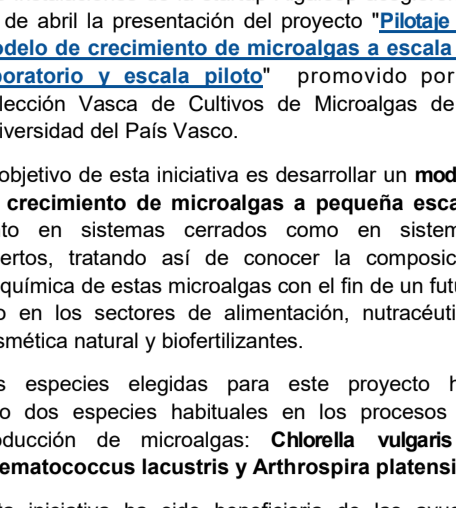 de abril la presentación del proyecto "Pilotaje
odelo de crecimiento de microalgas a escala
boratorio y escala piloto" promovido por
lección Vasca de Cultivos de Microalgas de
iversidad del País Vasco.
objetivo de esta iniciativa es desarrollar un mod
crecimiento de microalgas a pequeña esca
nto en sistemas cerrados como en sistem
ertos, tratando así de conocer la composic
química de estas microalgas con el fin de un futu
o en los sectores de alimentación, nutracéuti
smética natural y biofertilizantes.
s especies elegidas para este proyecto h
o dos especies habituales en los procesos
oducción de microalgas: Chlorella vulgaris
ematococcus lacustris y Arthrospira platensi